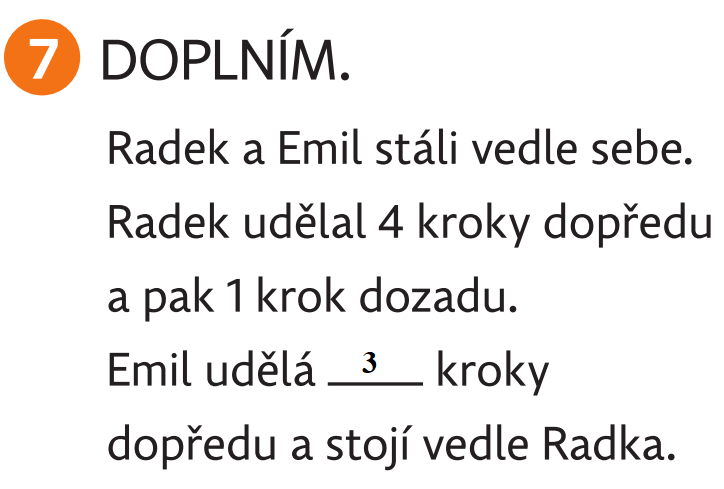 7 DOPLNÍM.
Radek a Emil stáli vedle sebe.
Radek udělal 4 kroky dopředu
a pak 1 krok dozadu.
Emil udělá 3 kroky
dopředu a stojí vedle Radka.